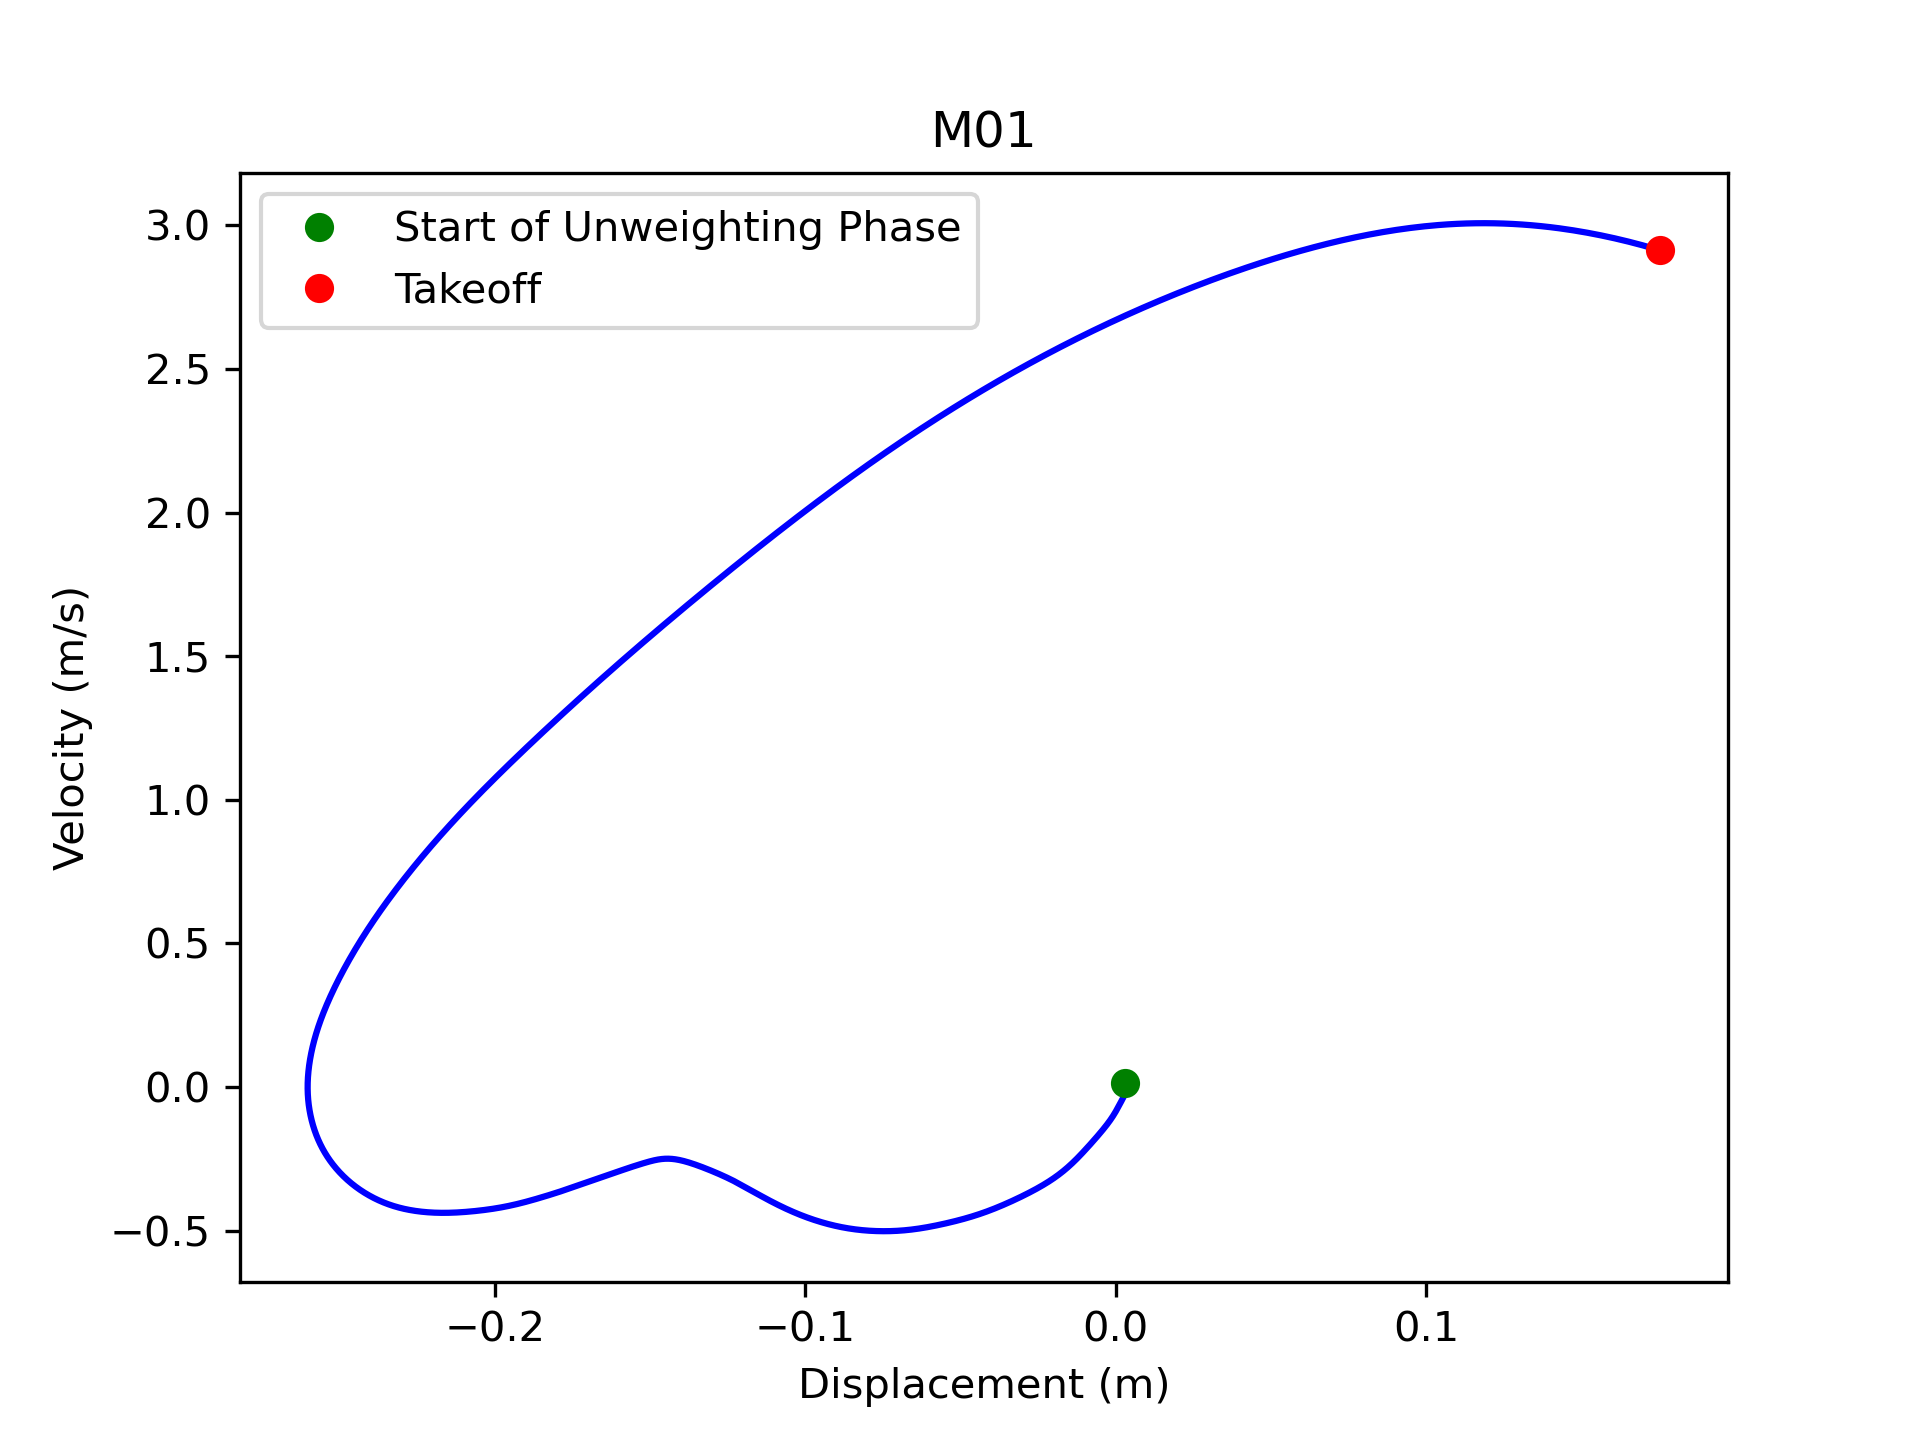 M01
Start of Unweighting Phase
Takeoff
3.0
2.5
2.0
1.5
1.0
0.5
0.0
−0.5
Velocity (m/s)
−0.2 −0.1 0.0 0.1
Displacement (m)